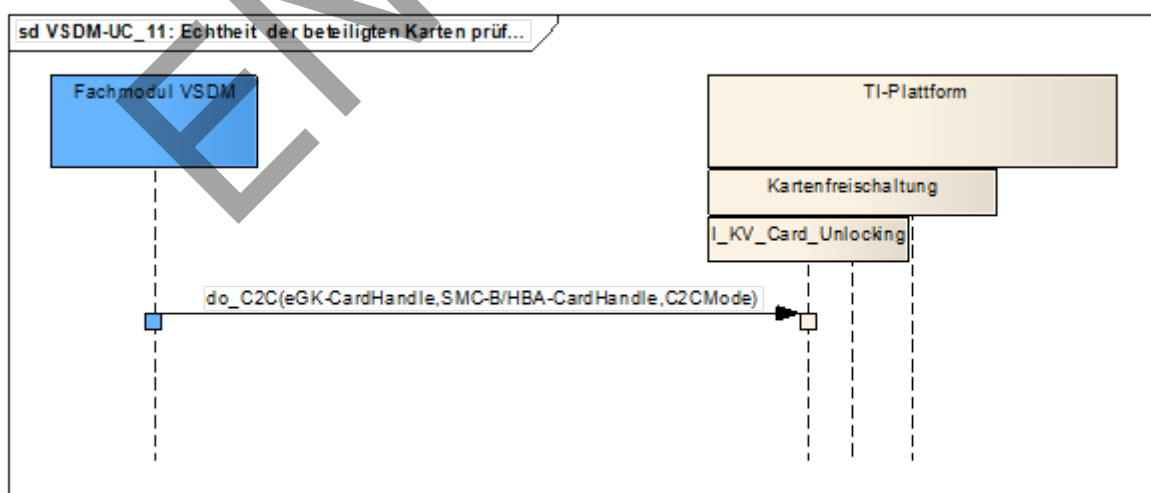 sd VSDM-UC_11: Echtheit der beteiligten Karten prüf...
Fachmodul VSDM
TI-Plattform
Kartenfreischaltung
I_KV_Card_Unlocking
do_C2C(eGK-CardHandle,SMC-B/HBA-CardHandle,C2CMode)